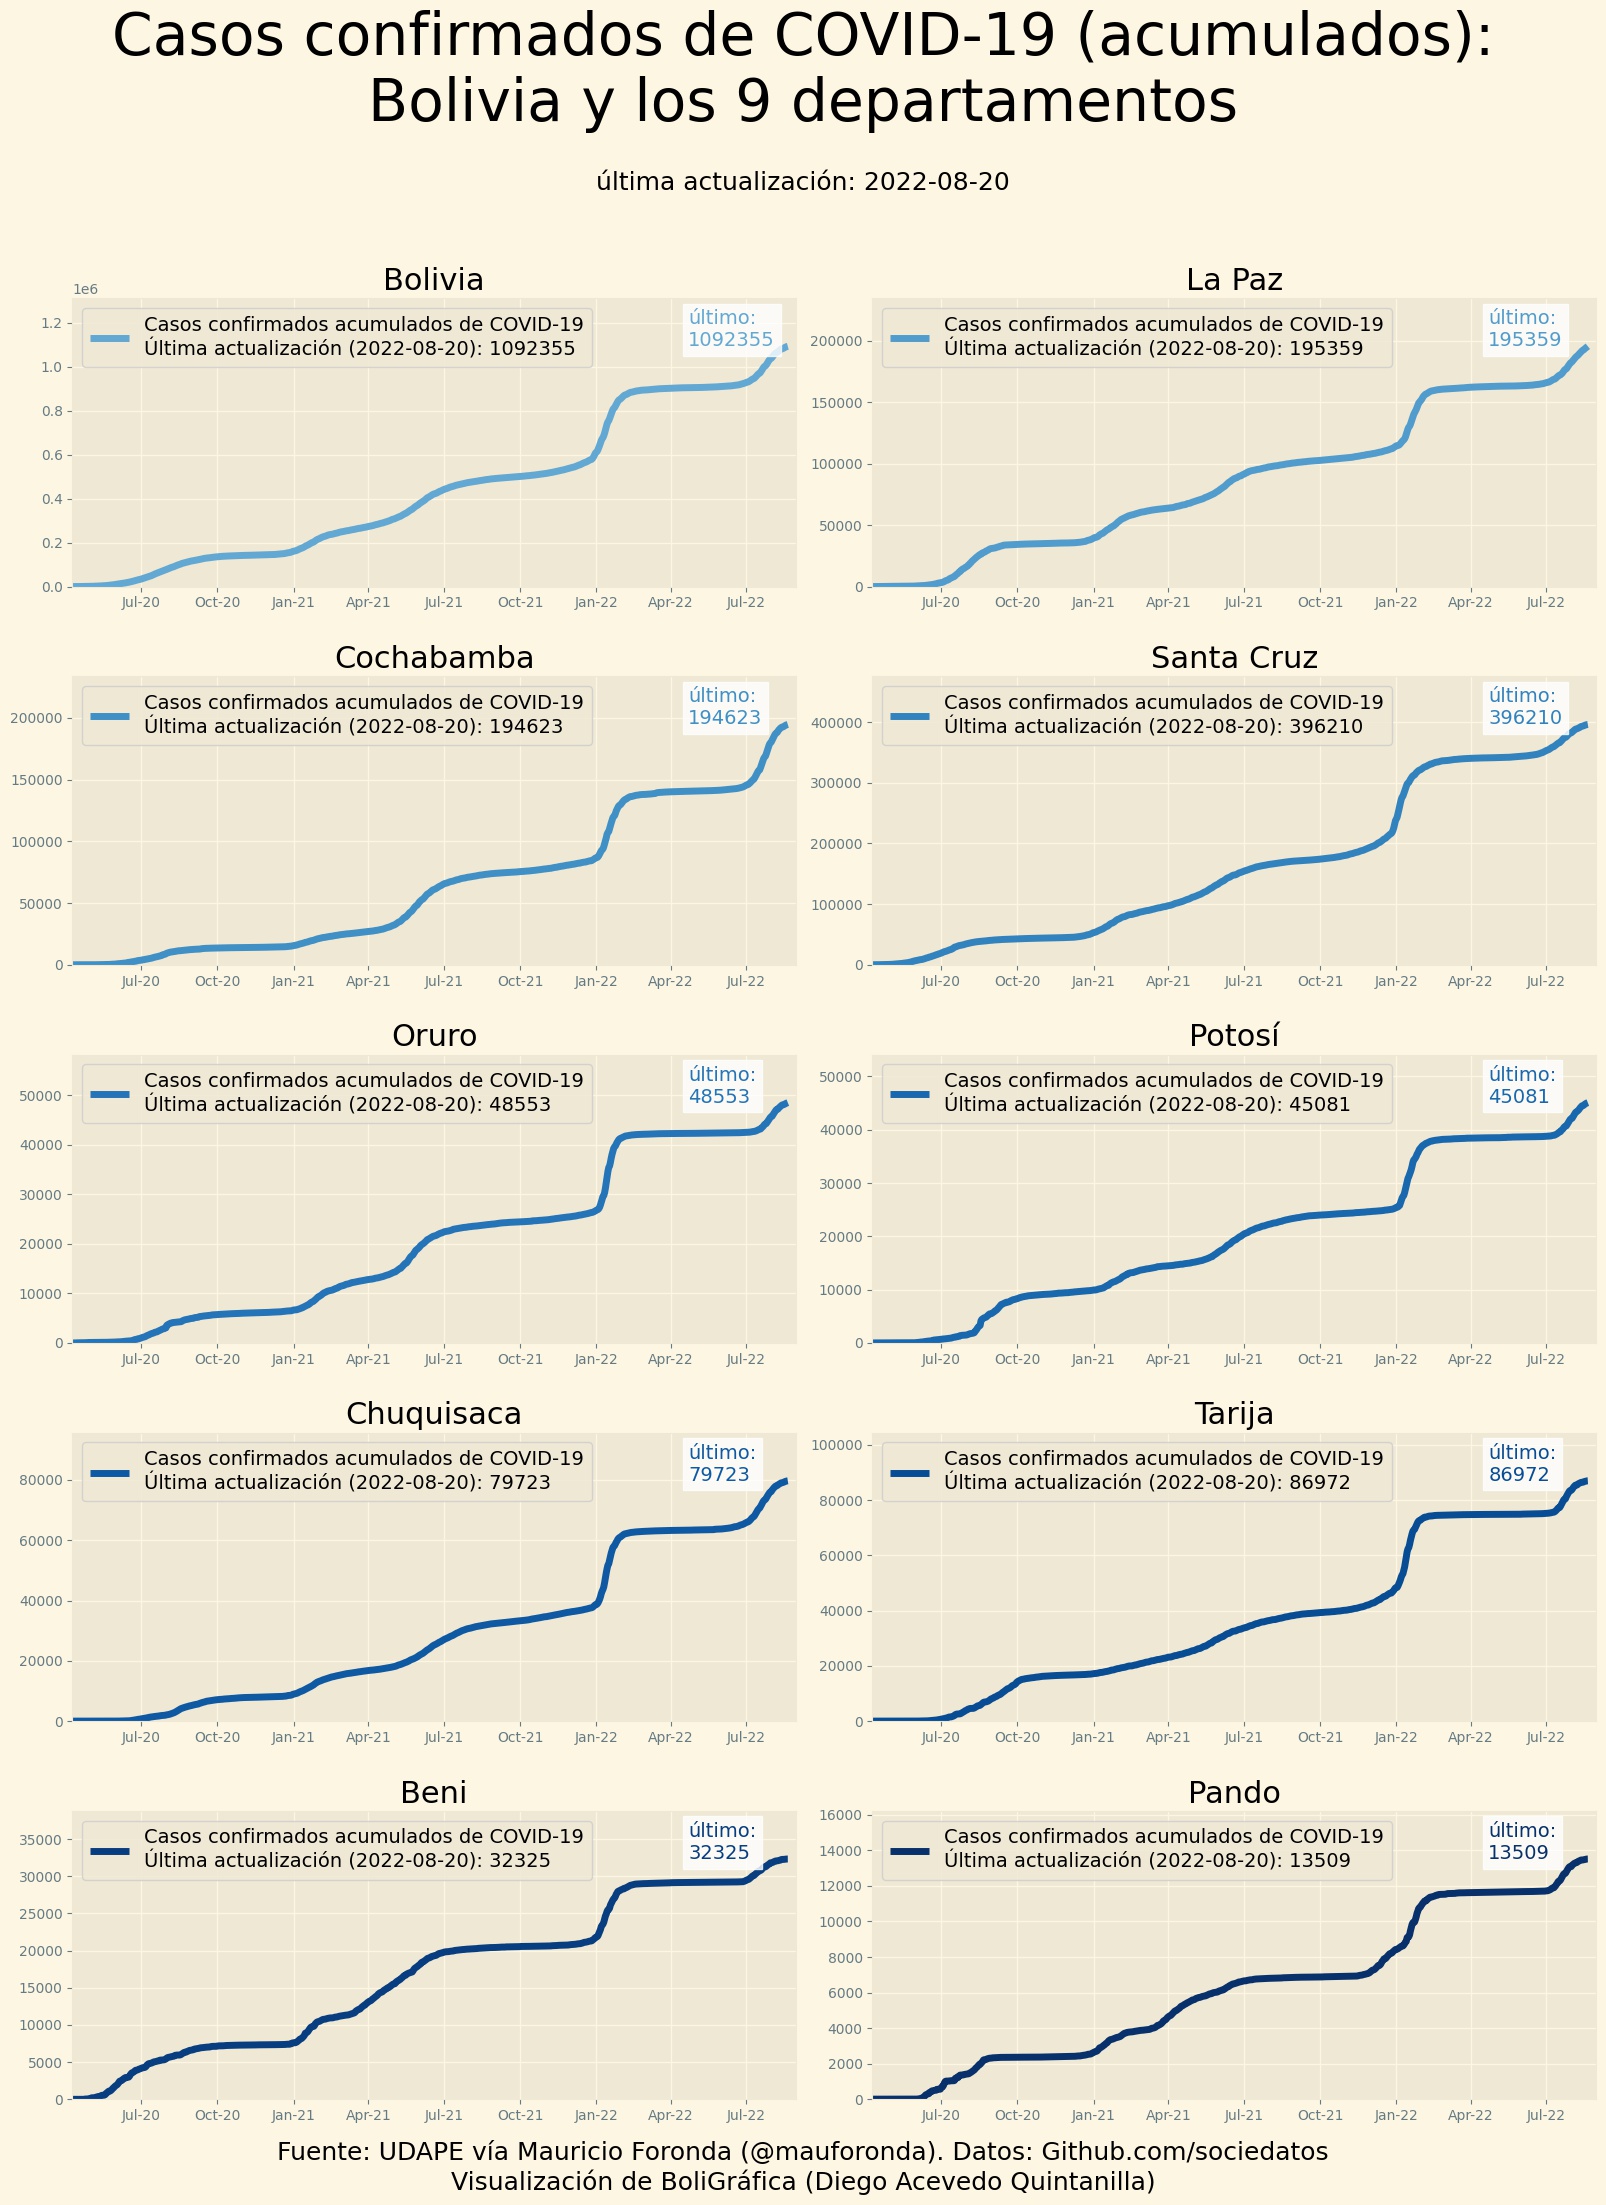 Casos confirmados de COVID-19 (acumulados):
Bolivia y los 9 departamentos
última actualización: 2022-08-20
Bolivia
1e6
Casos confirmados acumulados de COVID-19
Última actualización (2022-08-20): 1092355
último:
1092355
1.2
1.0
0.8
0.6
0.4
0.2
0.0
Jul-20 Oct-20 Jan-21 Apr-21 Jul-21 Oct-21 Jan-22 Apr-22 Jul-22
La Paz
Casos confirmados acumulados de COVID-19
Última actualización (2022-08-20): 195359
último:
195359
200000
150000
100000
50000
0
Jul-20 Oct-20 Jan-21 Apr-21 Jul-21 Oct-21 Jan-22 Apr-22 Jul-22
Cochabamba
Casos confirmados acumulados de COVID-19
Última actualización (2022-08-20): 194623
último:
194623
200000
150000
100000
50000
0
Jul-20 Oct-20 Jan-21 Apr-21 Jul-21 Oct-21 Jan-22 Apr-22 Jul-22
Santa Cruz
Casos confirmados acumulados de COVID-19
Última actualización (2022-08-20): 396210
último:
396210
400000
300000
200000
100000
0
Jul-20 Oct-20 Jan-21 Apr-21 Jul-21 Oct-21 Jan-22 Apr-22 Jul-22
Oruro
Casos confirmados acumulados de COVID-19
Última actualización (2022-08-20): 48553
último:
48553
50000
40000
30000
20000
10000
0
Jul-20 Oct-20 Jan-21 Apr-21 Jul-21 Oct-21 Jan-22 Apr-22 Jul-22
Potosí
Casos confirmados acumulados de COVID-19
Última actualización (2022-08-20): 45081
último:
45081
50000
40000
30000
20000
10000
0
Jul-20 Oct-20 Jan-21 Apr-21 Jul-21 Oct-21 Jan-22 Apr-22 Jul-22
Chuquisaca
Casos confirmados acumulados de COVID-19
Última actualización (2022-08-20): 79723
último:
79723
80000
60000
40000
20000
0
Jul-20 Oct-20 Jan-21 Apr-21 Jul-21 Oct-21 Jan-22 Apr-22 Jul-22
Tarija
Casos confirmados acumulados de COVID-19
Última actualización (2022-08-20): 86972
último:
86972
100000
80000
60000
40000
20000
0
Jul-20 Oct-20 Jan-21 Apr-21 Jul-21 Oct-21 Jan-22 Apr-22 Jul-22
Beni
Casos confirmados acumulados de COVID-19
Última actualización (2022-08-20): 32325
último:
32325
35000
30000
25000
20000
15000
10000
5000
0
Jul-20 Oct-20 Jan-21 Apr-21 Jul-21 Oct-21 Jan-22 Apr-22 Jul-22
Pando
Casos confirmados acumulados de COVID-19
Última actualización (2022-08-20): 13509
último:
13509
16000
14000
12000
10000
8000
6000
4000
2000
0
Jul-20 Oct-20 Jan-21 Apr-21 Jul-21 Oct-21 Jan-22 Apr-22 Jul-22
Fuente: UDAPE vía Mauricio Foronda (@mauforonda). Datos: Github.com/sociedatos
Visualización de BoliGráfica (Diego Acevedo Quintanilla)